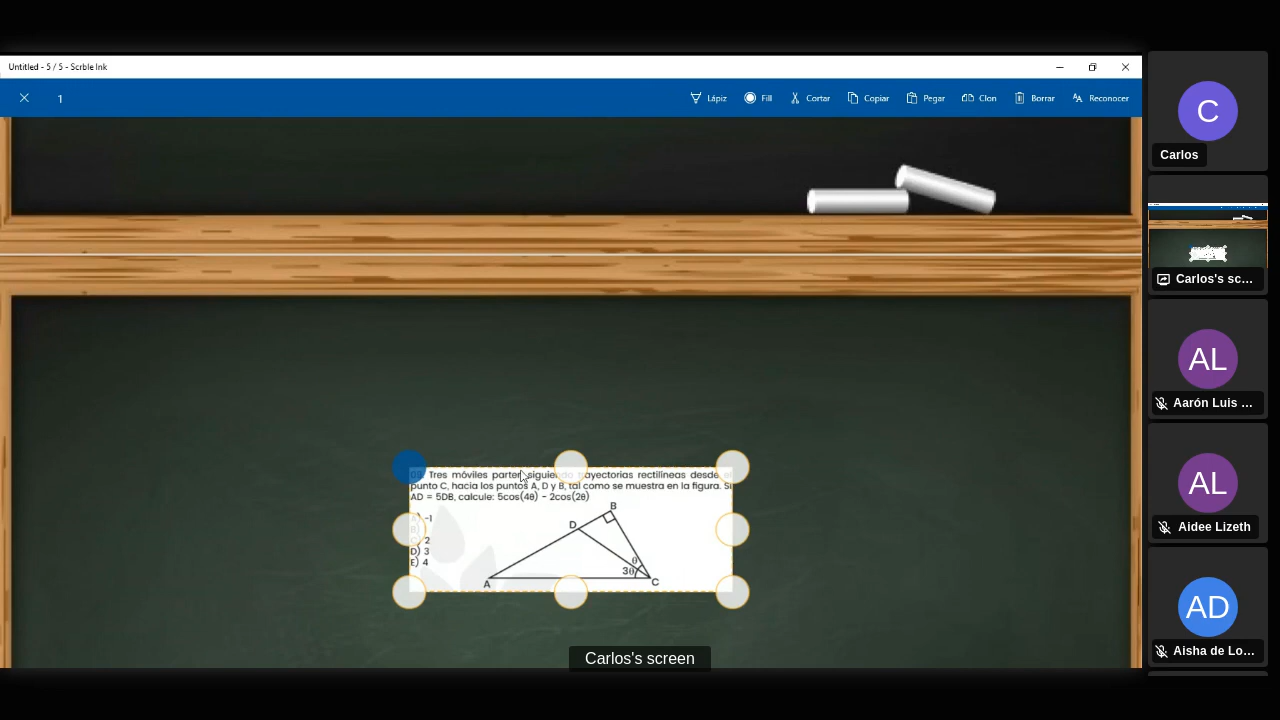 Untitled - 5 / 5 - Scrble Ink
1
Lápiz
Fill
Cortar
Copiar
Pegar
Clon
Borrar
Reconocer
Tres móviles parten siguiendo trayectorias rectilíneas desde
punto C, hacia los puntos A, D y B, tal como se muestra en la figura. Si
AD = 5DB, calcule: 5cos(4θ) - 2cos(2θ)
A) -1
B)
C) 2
D) 3
E) 4
B
D
θ
3θ
A
C
Carlos's screen
C
Carlos
Carlos's sc...
AL
Aarón Luis ...
AL
Aidee Lizeth
AD
Aisha de Lo...